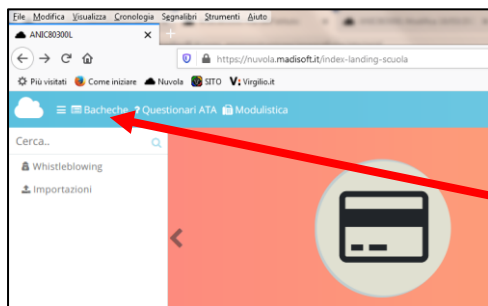 File Modifica Visualizza Cronologia Segnalibri Strumenti Aiuto
ANIC80300L
https://nuvola.madisoft.it/index-landing-scuola
Più visitati Come iniziare Nuvola SITO Virgilio.it
Bacheche ? Questionari ATA Modulistica
Cerca..
Whistleblowing
Importazioni